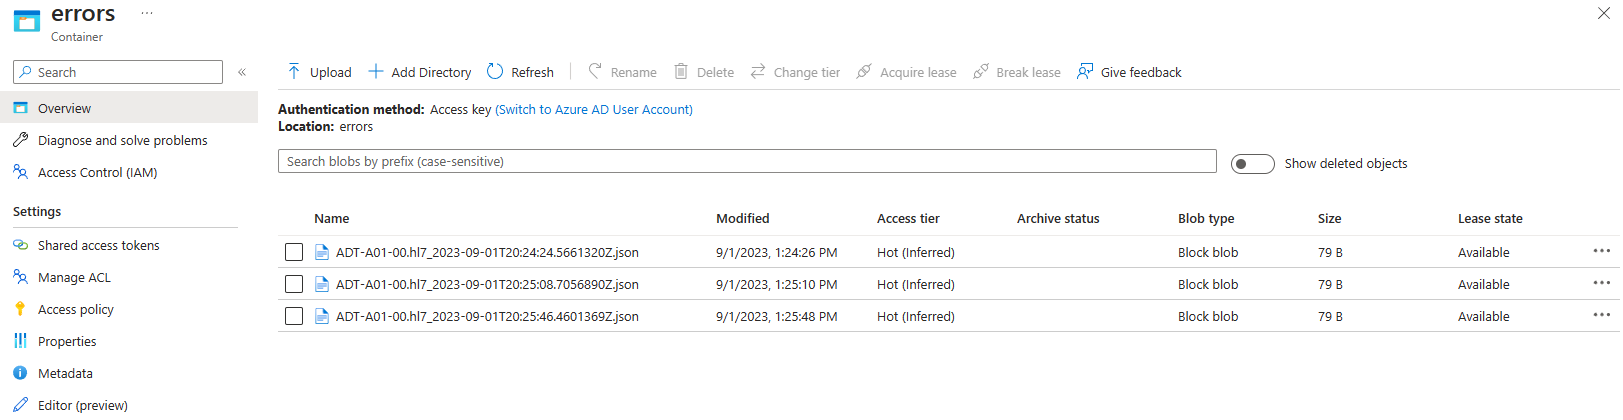 errors ...
Container
Search «
Upload Add Directory Refresh Rename Delete Change tier Acquire lease Break lease Give feedback
Overview
Diagnose and solve problems
Access Control (IAM)
Settings
Shared access tokens
Manage ACL
Access policy
Properties
Metadata
Editor (preview)
Authentication method: Access key (Switch to Azure AD User Account)
Location: errors
Search blobs by prefix (case-sensitive)
Show deleted objects
Name Modified Access tier Archive status Blob type Size Lease state
ADT-A01-00.hl7_2023-09-01T20:24:24.5661320Z.json 9/1/2023, 1:24:26 PM Hot (Inferred) Block blob 79 B Available ...
ADT-A01-00.hl7_2023-09-01T20:25:08.7056890Z.json 9/1/2023, 1:25:10 PM Hot (Inferred) Block blob 79 B Available ...
ADT-A01-00.hl7_2023-09-01T20:25:46.4601369Z.json 9/1/2023, 1:25:48 PM Hot (Inferred) Block blob 79 B Available ...